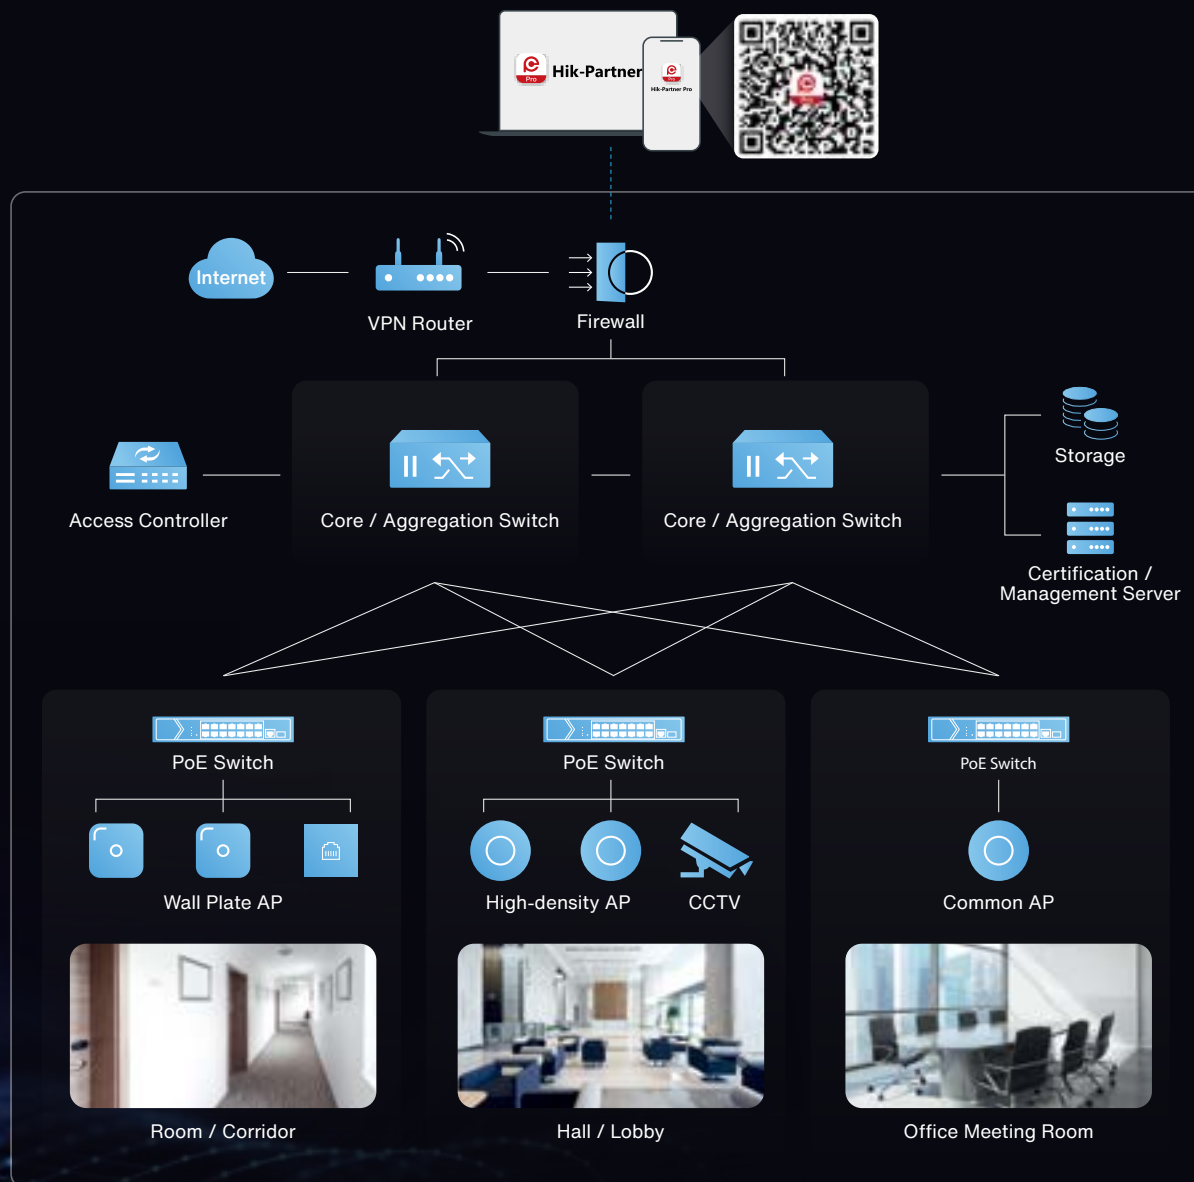 Pro
Hik-Partner
Pro
Hik-Partner Pro
Pro
Internet
VPN Router
Firewall
Access Controller
Core / Aggregation Switch
Core / Aggregation Switch
Storage
Certification /
Management Server
PoE Switch
PoE Switch
PoE Switch
Wall Plate AP
High-density AP
CCTV
Common AP
Room / Corridor
Hall / Lobby
Office Meeting Room